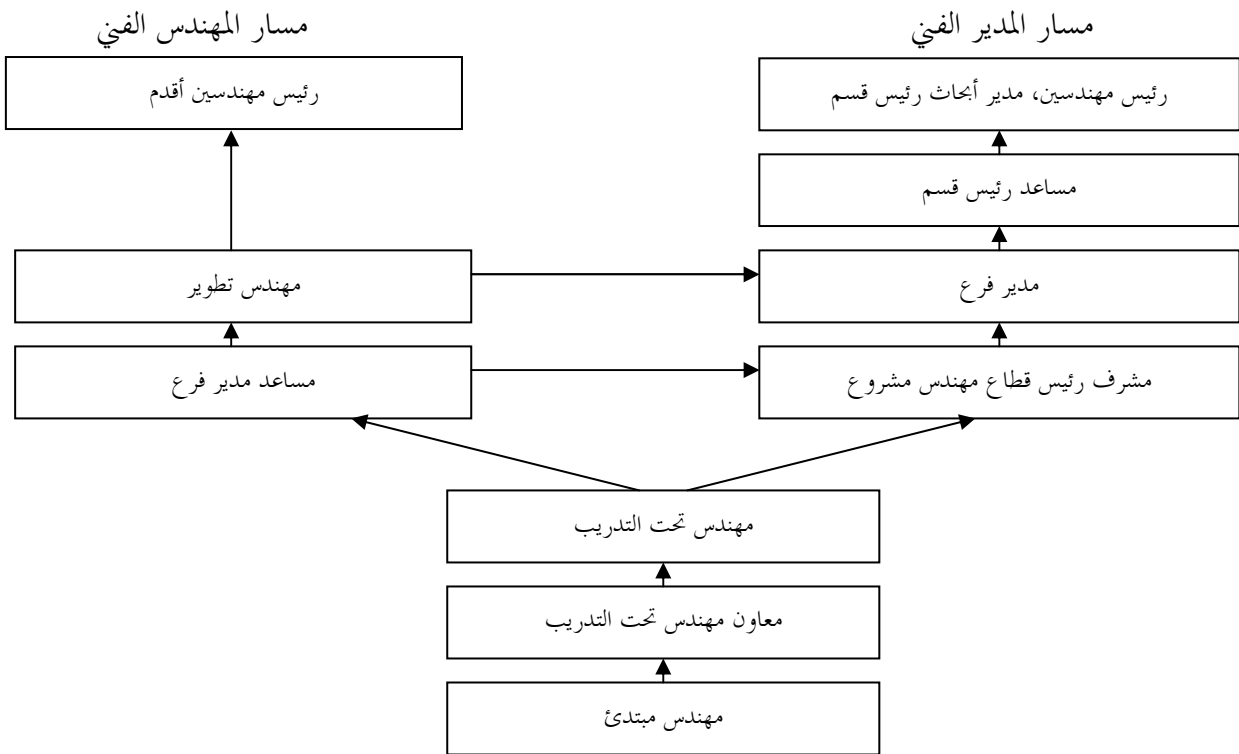 مسار المدير الفني
مسار المهندس الفني
رئيس مهندسين، مدير أبحاث رئيس قسم
رئيس مهندسين أقدم
مساعد رئيس قسم
مدير فرع
مهندس تطوير
مشرف رئيس قطاع مهندس مشروع
مساعد مدير فرع
مهندس تحت التدريب
معاون مهندس تحت التدريب
مهندس مبتدئ